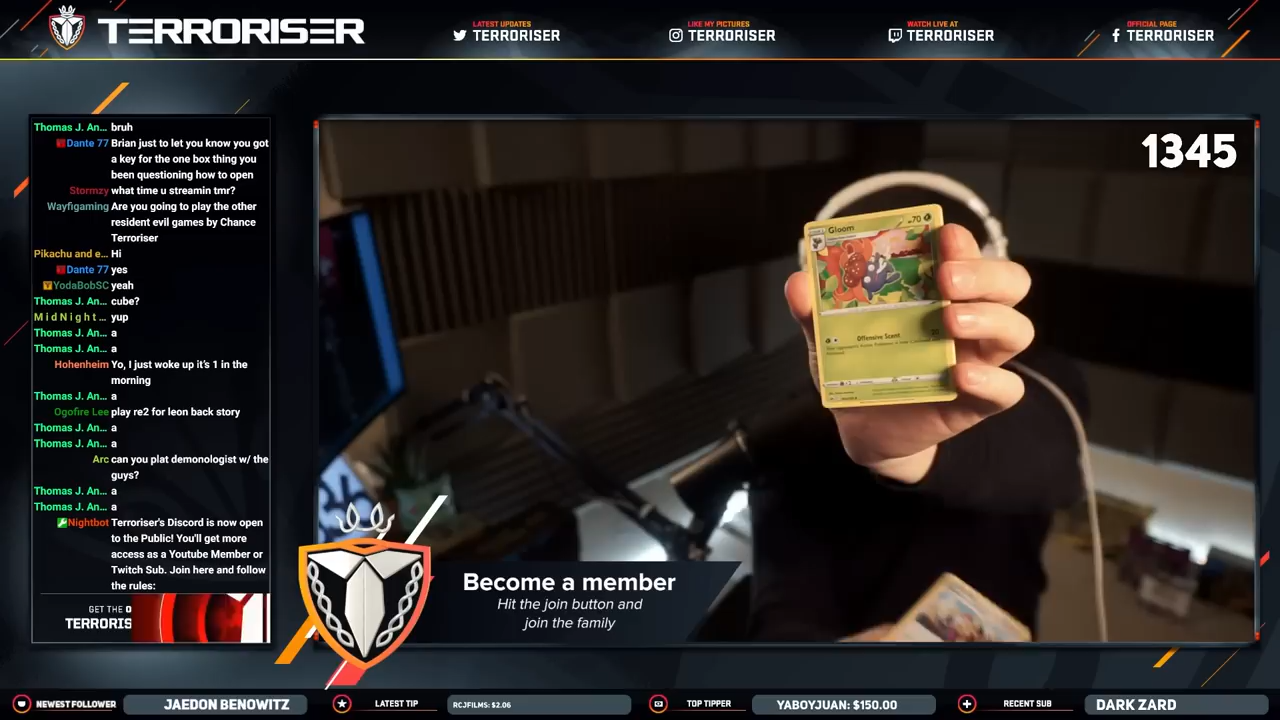 TERRORISER
LATEST UPDATES
TERRORISER
LIKE MY PICTURES
TERRORISER
WATCH LIVE AT
TERRORISER
OFFICIAL PAGE
TERRORISER
Thomas J. An... bruh
Dante 77 Brian just to let you know you got
a key for the one box thing you
been questioning how to open
Stormzy what time u streamin tmr?
Wayfigaming Are you going to play the other
resident evil games by Chance
Terroriser
Pikachu and e... Hi
Dante 77 yes
YodaBobSC yeah
Thomas J. An... cube?
M i d N i g h t ... yup
Thomas J. An... a
Thomas J. An... a
Hohenheim Yo, I just woke up it's 1 in the
morning
Thomas J. An... a
Ogofire Lee play re2 for leon back story
Thomas J. An... a
Thomas J. An... a
Arc can you plat demonologist w/ the
guys?
Thomas J. An... a
Thomas J. An... a
Nightbot Terroriser's Discord is now open
to the Public! You'll get more
access as a Youtube Member or
Twitch Sub. Join here and follow
the rules:
GET THE O
TERRORIS
1345
Gloom
70
Offensive Scent
Become a member
Hit the join button and
join the family
NEWEST FOLLOWER
JAEDON BENOWITZ
LATEST TIP
RCJFILMS: $2.06
TOP TIPPER
YABOYJUAN: $150.00
RECENT SUB
DARK ZARD